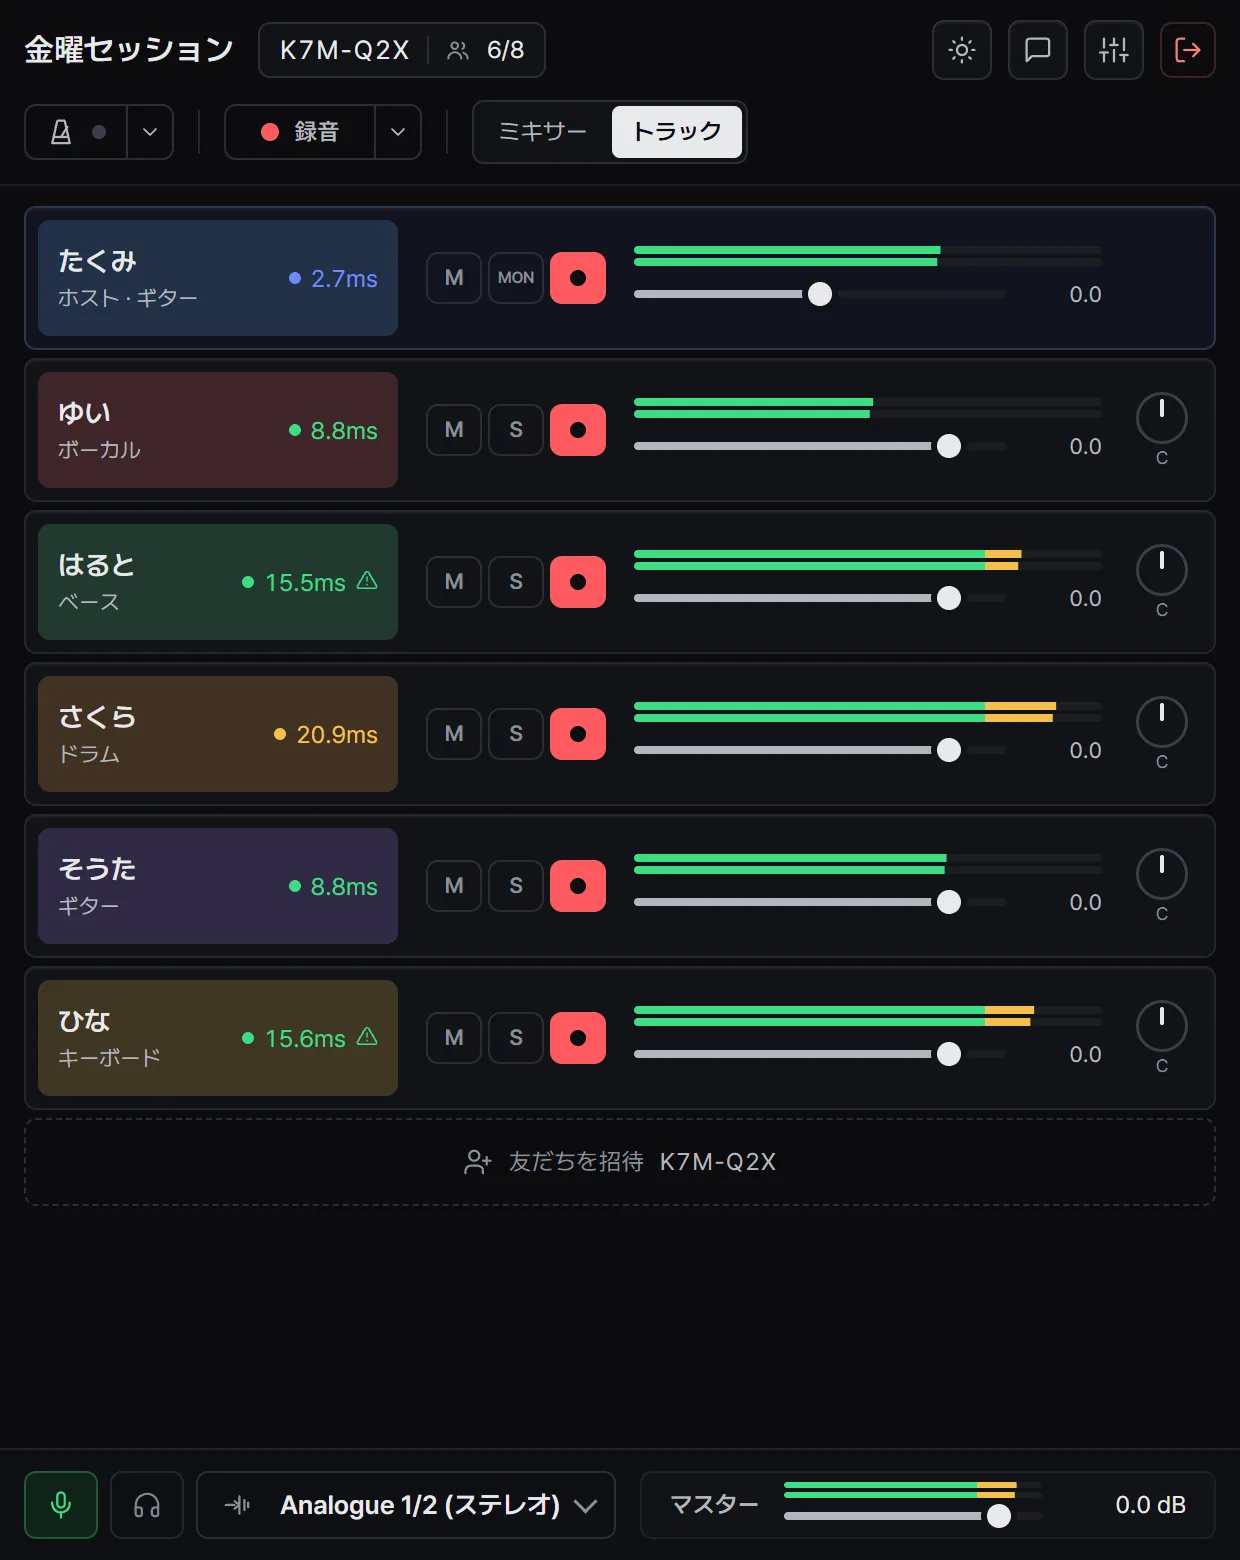 金曜セッション
K7M-Q2X 6/8
録音
ミキサー トラック
たくみ
ホスト・ギター
2.7ms
M MON
0.0
ゆい
ボーカル
8.8ms
M S
0.0
C
はると
ベース
15.5ms
M S
0.0
C
さくら
ドラム
20.9ms
M S
0.0
C
そうた
ギター
8.8ms
M S
0.0
C
ひな
キーボード
15.6ms
M S
0.0
C
友だちを招待 K7M-Q2X
Analogue 1/2 (ステレオ)
マスター
0.0 dB